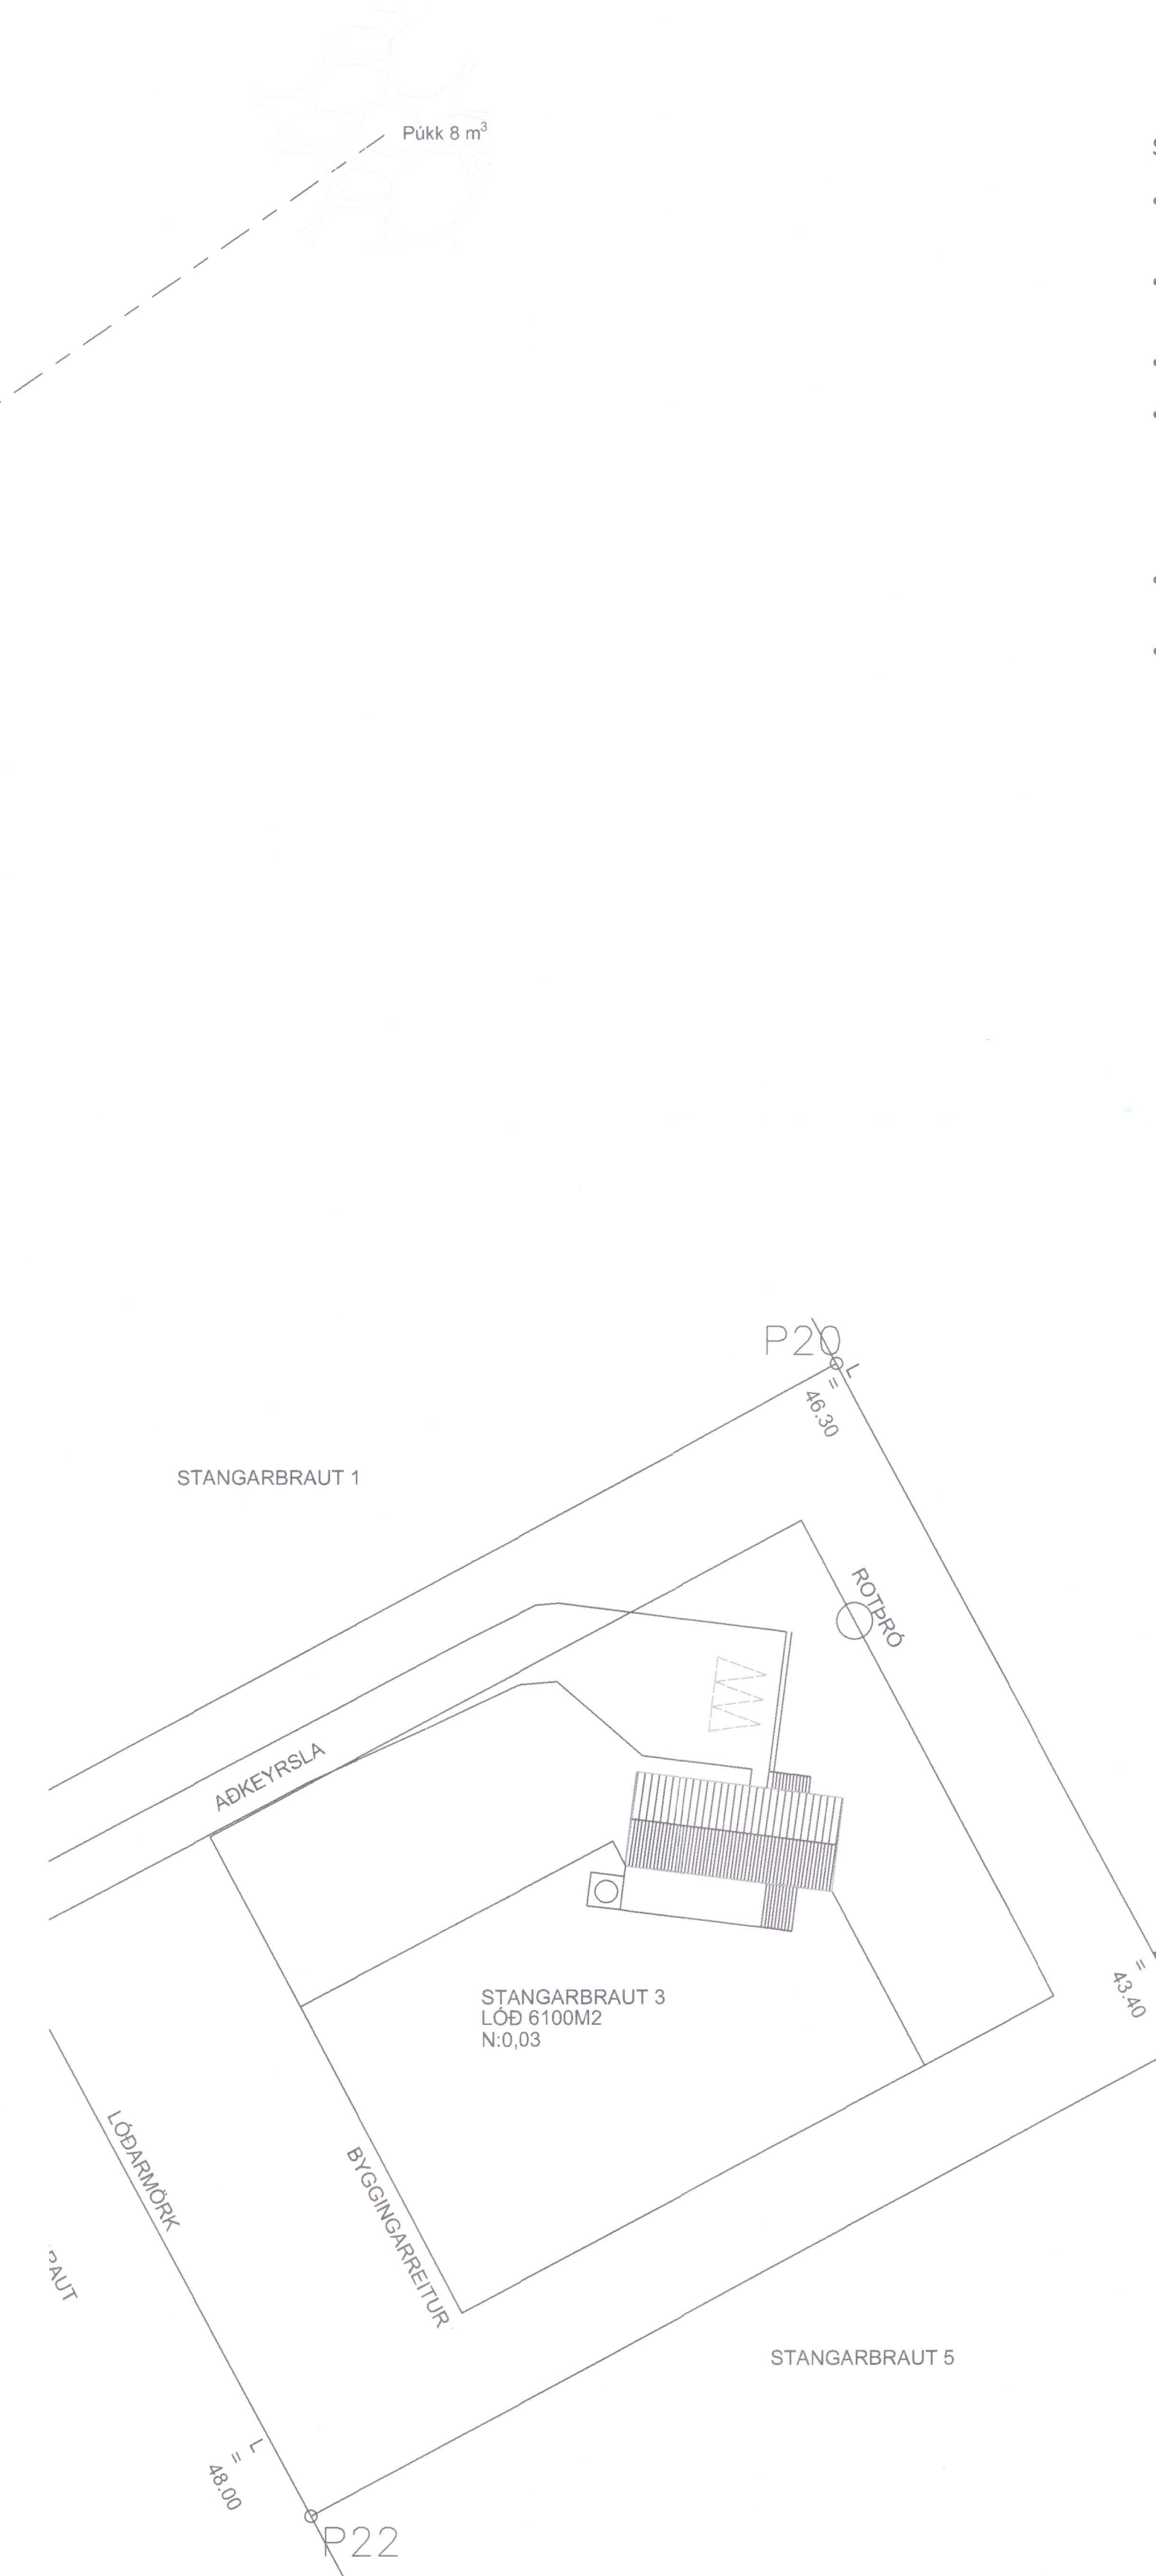 Púkk 8 m³
P20
L
=
46.30
STANGARBRAUT 1
ROTÞRÓ
AÐKEYRSLA
=
43.40
STANGARBRAUT 3
LÓÐ 6100M2
N:0,03
LÓÐARMÖRK
BYGGINGARREITUR
RAUT
STANGARBRAUT 5
L
=
48.00
P22